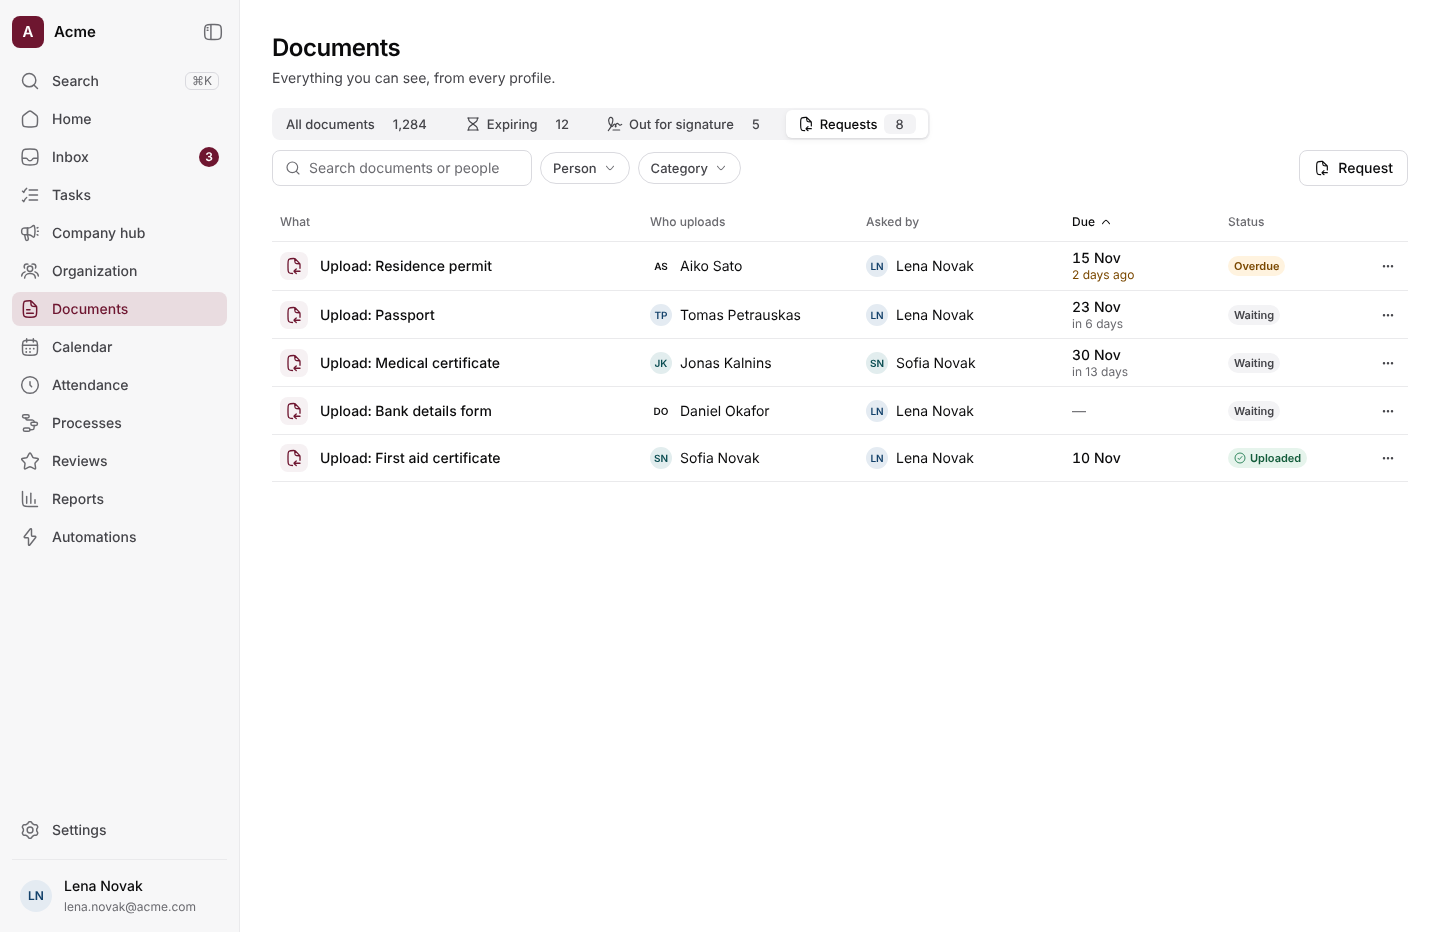 A Acme
Search ⌘K
Home
Inbox 3
Tasks
Company hub
Organization
Documents
Calendar
Attendance
Processes
Reviews
Reports
Automations
Settings
LN Lena Novak
lena.novak@acme.com
Documents
Everything you can see, from every profile.
All documents 1,284 Expiring 12 Out for signature 5 Requests 8
Search documents or people Person Category Request
What Who uploads Asked by Due Status
Upload: Residence permit AS Aiko Sato LN Lena Novak 15 Nov Overdue
2 days ago
Upload: Passport TP Tomas Petrauskas LN Lena Novak 23 Nov Waiting
in 6 days
Upload: Medical certificate JK Jonas Kalnins SN Sofia Novak 30 Nov Waiting
in 13 days
Upload: Bank details form DO Daniel Okafor LN Lena Novak — Waiting
Upload: First aid certificate SN Sofia Novak LN Lena Novak 10 Nov Uploaded